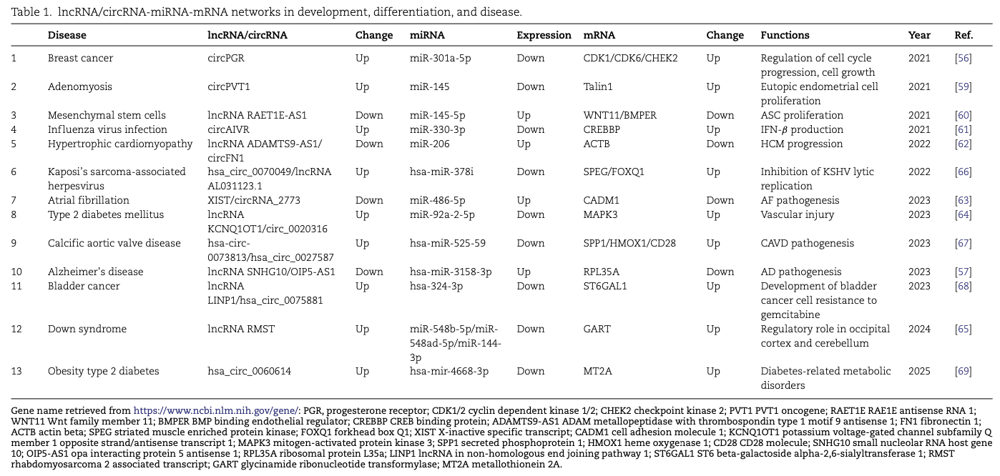 Table 1. lncRNA/circRNA-miRNA-mRNA networks in development, differentiation, and disease.
Disease lncRNA/circRNA Change miRNA Expression mRNA Change Functions Year Ref.
1 Breast cancer circPGR Up miR-301a-5p Down CDK1/CDK6/CHEK2 Up Regulation of cell cycle 2021 [56]
progression, cell growth
2 Adenomyosis circPVT1 Up miR-145 Down Talin1 Up Eutopic endometrial cell 2021 [59]
proliferation
3 Mesenchymal stem cells lncRNA RAET1E-AS1 Down miR-145-5p Up WNT11/BMPER Down ASC proliferation 2021 [60]
4 Influenza virus infection circAIVR Up miR-330-3p Down CREBBP Up IFN-β production 2021 [61]
5 Hypertrophic cardiomyopathy lncRNA ADAMTS9-AS1/ Down miR-206 Up ACTB Down HCM progression 2022 [62]
circFN1
6 Kaposi's sarcoma-associated hsa_circ_0070049/lncRNA Up hsa-miR-378i Down SPEG/FOXQ1 Up Inhibition of KSHV lytic 2022 [66]
herpesvirus AL031123.1 replication
7 Atrial fibrillation XIST/circRNA_2773 Down miR-486-5p Up CADM1 Down AF pathogenesis 2023 [63]
8 Type 2 diabetes mellitus lncRNA Up miR-92a-2-5p Down MAPK3 Up Vascular injury 2023 [64]
KCNQ1OT1/circ_0020316
9 Calcific aortic valve disease hsa-circ- Up hsa-miR-525-59 Down SPP1/HMOX1/CD28 Up CAVD pathogenesis 2023 [67]
0073813/hsa_circ_0027587
10 Alzheimer's disease lncRNA SNHG10/OIP5-AS1 Down hsa-miR-3158-3p Up RPL35A Down AD pathogenesis 2023 [57]
11 Bladder cancer lncRNA Up hsa-324-3p Down ST6GAL1 Up Development of bladder 2023 [68]
LINP1/hsa_circ_0075881 cancer cell resistance to
gemcitabine
12 Down syndrome lncRNA RMST Up miR-548b-5p/miR- Down GART Up Regulatory role in occipital 2024 [65]
548ad-5p/miR-144- cortex and cerebellum
3p
13 Obesity type 2 diabetes hsa_circ_0060614 Up hsa-mir-4668-3p Down MT2A Up Diabetes-related metabolic 2025 [69]
disorders
Gene name retrieved from https://www.ncbi.nlm.nih.gov/gene/: PGR, progesterone receptor; CDK1/2 cyclin dependent kinase 1/2; CHEK2 checkpoint kinase 2; PVT1 PVT1 oncogene; RAET1E RAE1E antisense RNA 1;
WNT11 Wnt family member 11; BMPER BMP binding endothelial regulator; CREBBP CREB binding protein; ADAMTS9-AS1 ADAM metallopeptidase with thrombospondin type 1 motif 9 antisense 1; FN1 fibronectin 1;
ACTB actin beta; SPEG striated muscle enriched protein kinase; FOXQ1 forkhead box Q1; XIST X-inactive specific transcript; CADM1 cell adhesion molecule 1; KCNQ1OT1 potassium voltage-gated channel subfamily Q
member 1 opposite strand/antisense transcript 1; MAPK3 mitogen-activated protein kinase 3; SPP1 secreted phosphoprotein 1; HMOX1 heme oxygenase 1; CD28 CD28 molecule; SNHG10 small nucleolar RNA host gene
10; OIP5-AS1 opa interacting protein 5 antisense 1; RPL35A ribosomal protein L35a; LINP1 lncRNA in non-homologous end joining pathway 1; ST6GAL1 ST6 beta-galactoside alpha-2,6-sialyltransferase 1; RMST
rhabdomyosarcoma 2 associated transcript; GART glycinamide ribonucleotide transformylase; MT2A metallothionein 2A.